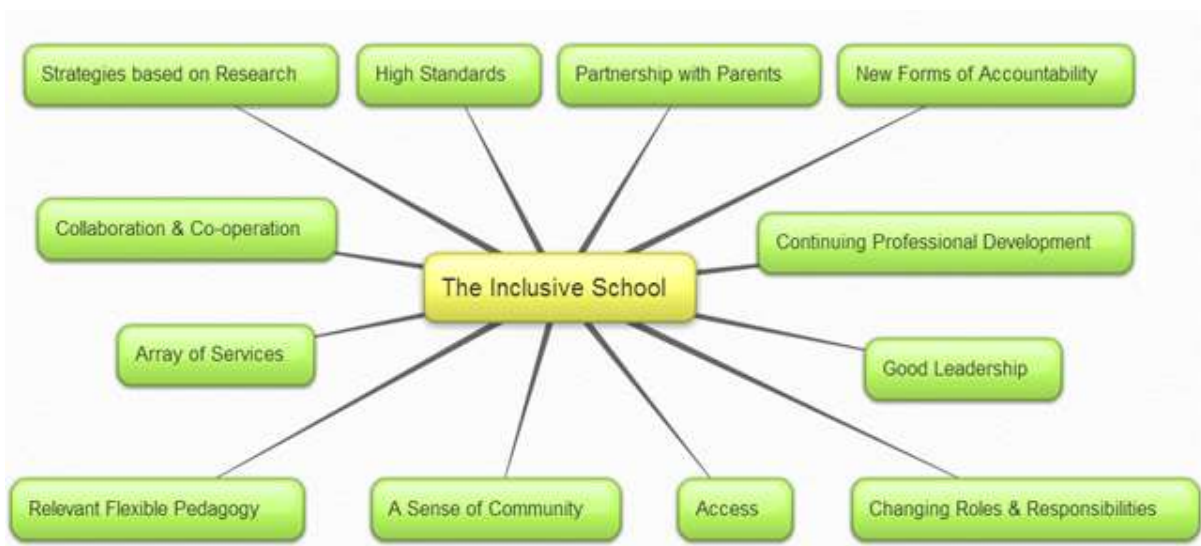 Strategies based on Research
High Standards
Partnership with Parents
New Forms of Accountability
Collaboration & Co-operation
Continuing Professional Development
The Inclusive School
Array of Services
Good Leadership
Relevant Flexible Pedagogy
A Sense of Community
Access
Changing Roles & Responsibilities